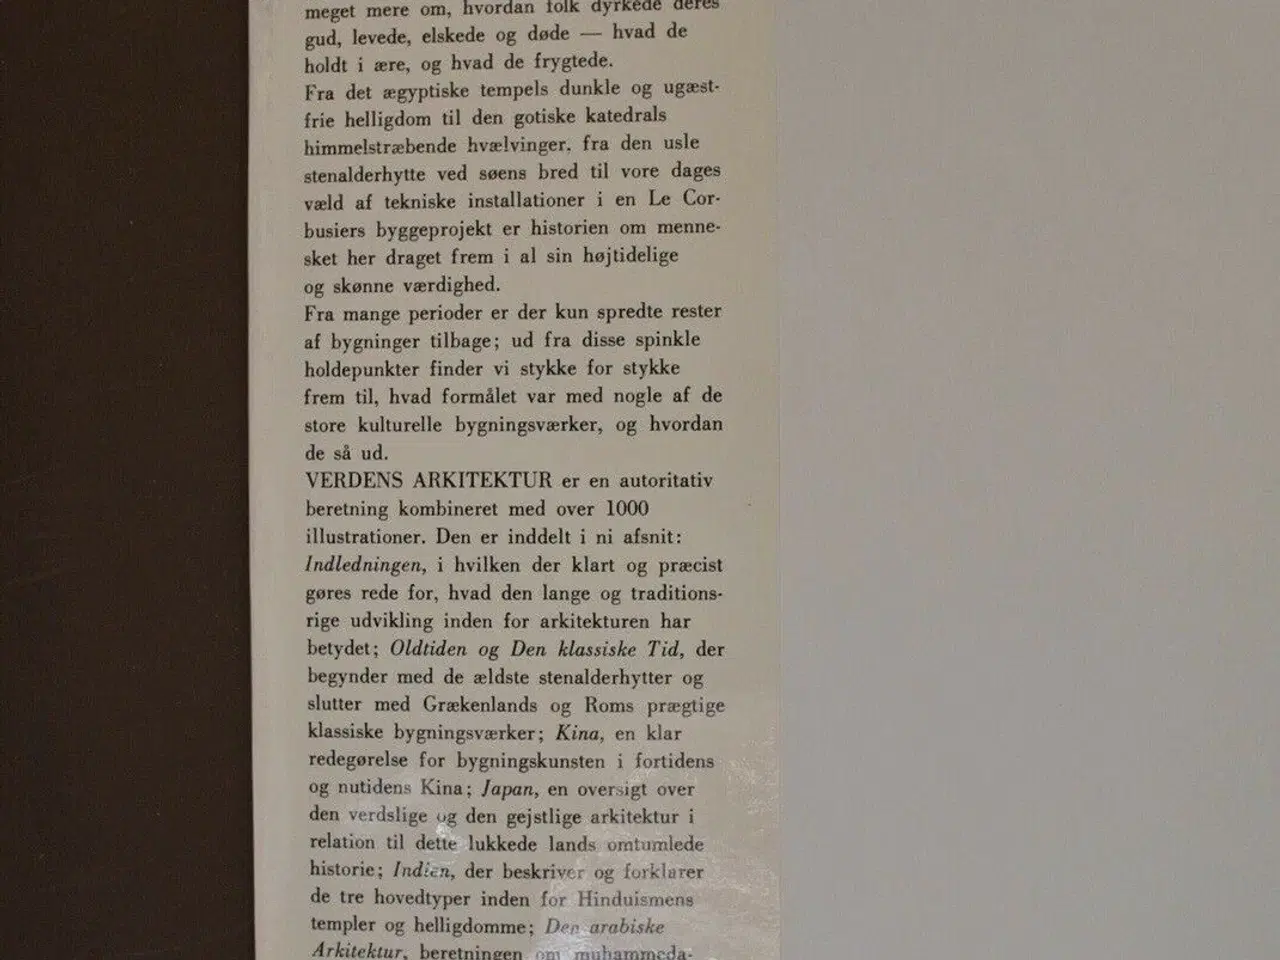 meget mere om, hvordan folk dyrkede deres
gud, levede, elskede og døde — hvad de
holdt i ære, og hvad de frygtede.
Fra det ægyptiske tempels dunkle og ugæst-
frie helligdom til den gotiske katedrals
himmelstræbende hvælvinger. fra den usle
stenalderhytte ved søens bred til vore dages
væld af tekniske installationer i en Le Cor-
busiers byggeprojekt er historien om menne-
sket her draget frem i al sin højtidelige
og skønne værdighed.
Fra mange perioder er der kun spredte rester
af bygninger tilbage; ud fra disse spinkle
holdepunkter finder vi stykke for stykke
frem til, hvad formålet var med nogle af de
store kulturelle bygningsværker, og hvordan
de så ud.
VERDENS ARKITEKTUR er en autoritativ
beretning kombineret med over 1000
illustrationer. Den er inddelt i ni afsnit:
Indledningen, i hvilken der klart og præcist
gøres rede for, hvad den lange og traditions-
rige udvikling inden for arkitekturen har
betydet; Oldtiden og Den klassiske Tid, der
begynder med de ældste stenalderhytter og
slutter med Grækenlands og Roms prægtige
klassiske bygningsværker; Kina, en klar
redegørelse for bygningskunsten i fortidens
og nutidens Kina; Japan, en oversigt over
den verdslige og den gejstlige arkitektur i
relation til dette lukkede lands omtumlede
historie; Indien, der beskriver og forklarer
de tre hovedtyper inden for Hinduismens
templer og helligdomme; Den arabiske
Arkitektur, beretningen om muhammeda-